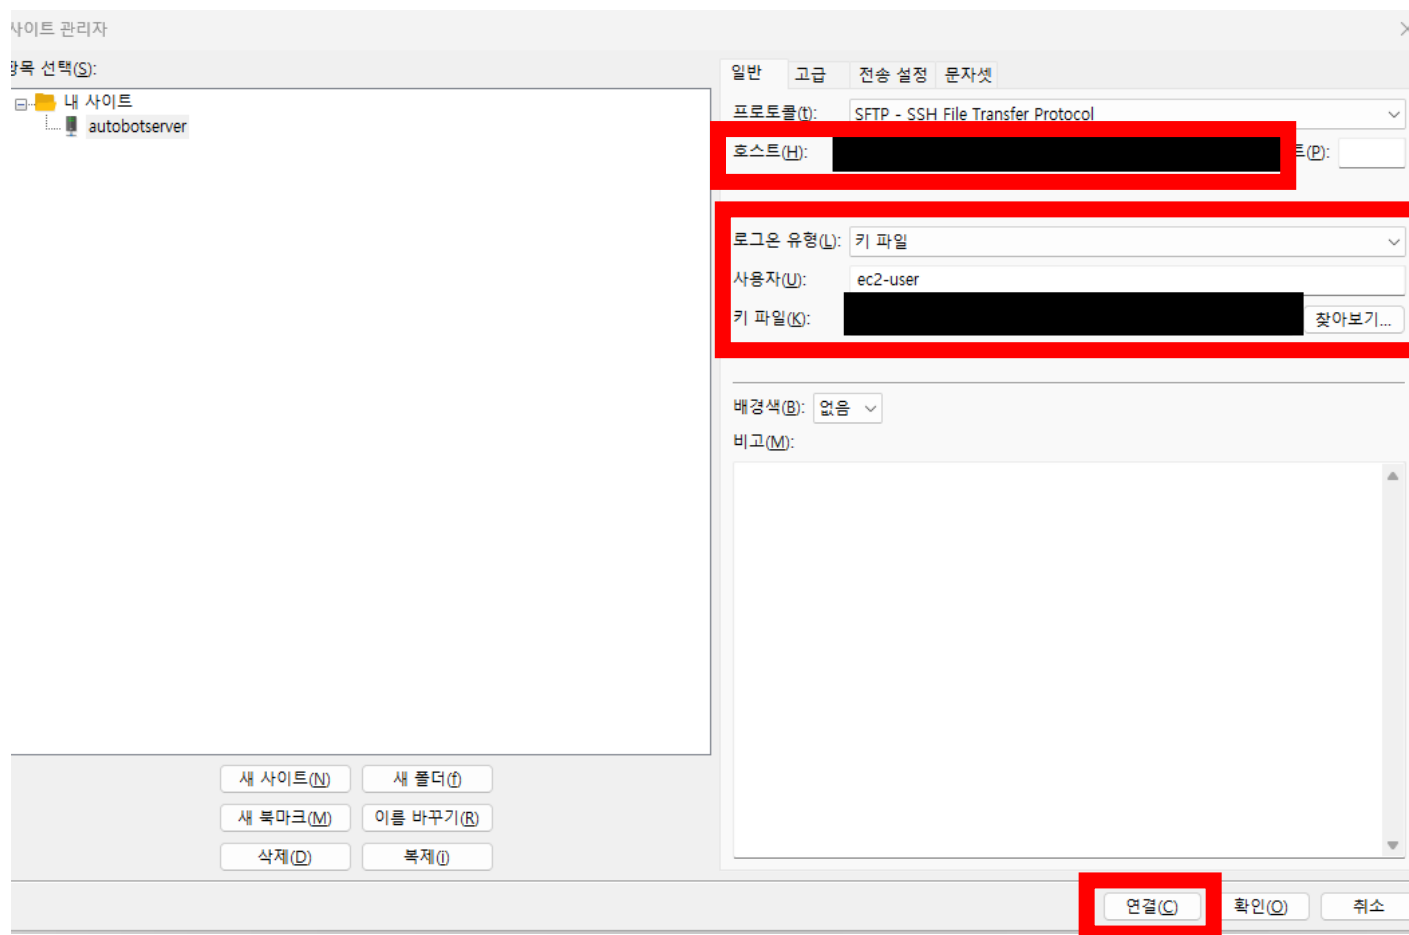 사이트 관리자
항목 선택(S):
내 사이트
autobotserver
새 사이트(N)
새 폴더(f)
새 북마크(M)
이름 바꾸기(R)
삭제(D)
복제(i)
일반
고급
전송 설정
문자셋
프로토콜(t):
SFTP - SSH File Transfer Protocol
호스트(H):
트(P):
로그온 유형(L):
키 파일
사용자(U):
ec2-user
키 파일(K):
찾아보기...
배경색(B):
없음
비고(M):
연결(C)
확인(O)
취소